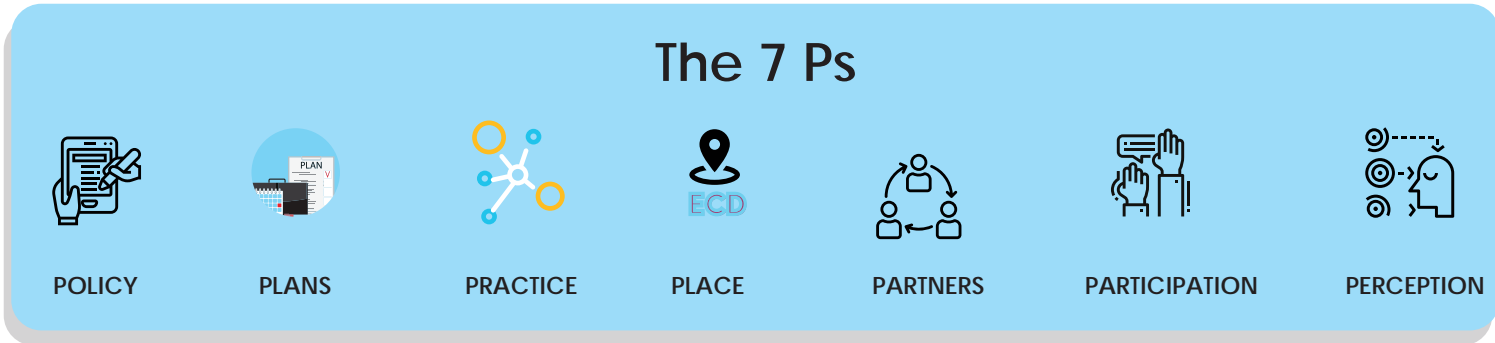 The 7 Ps
PLAN
ECD
POLICY PLANS PRACTICE PLACE PARTNERS PARTICIPATION PERCEPTION